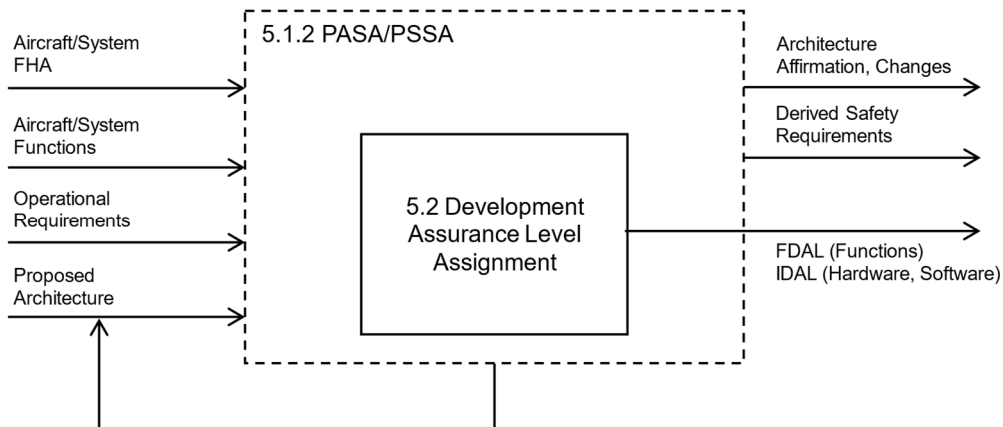 5.1.2 PASA/PSSA
Aircraft/System
FHA
Aircraft/System
Functions
Operational
Requirements
Proposed
Architecture
5.2 Development
Assurance Level
Assignment
Architecture
Affirmation, Changes
Derived Safety
Requirements
FDAL (Functions)
IDAL (Hardware, Software)